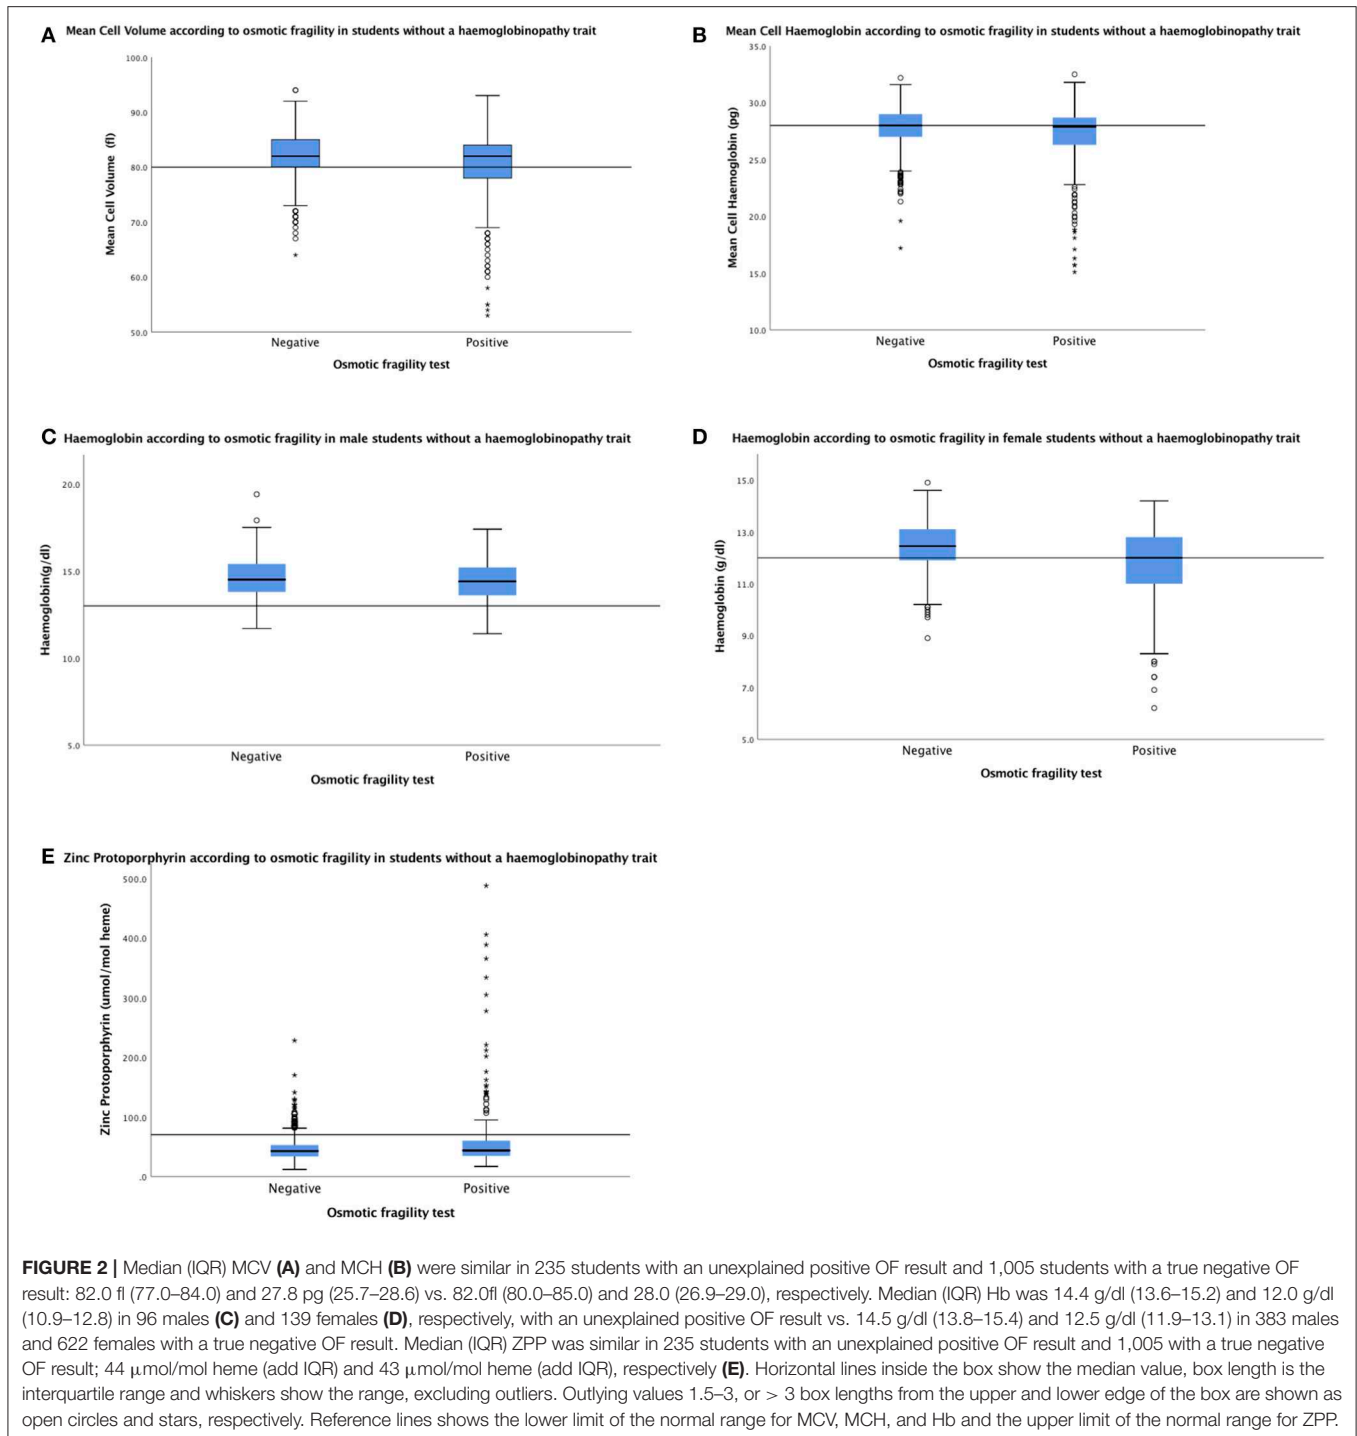 A Mean Cell Volume according to osmotic fragility in students without a haemoglobinopathy trait
100.0
90.0
80.0
70.0
60.0
50.0
Mean Cell Volume (fl)
Negative
Positive
Osmotic fragility test
B Mean Cell Haemoglobin according to osmotic fragility in students without a haemoglobinopathy trait
35.0
30.0
25.0
20.0
15.0
10.0
Mean Cell Haemoglobin (pg)
Negative
Positive
Osmotic fragility test
C Haemoglobin according to osmotic fragility in male students without a haemoglobinopathy trait
20.0
15.0
10.0
5.0
Haemoglobin(g/dl)
Negative
Positive
Osmotic fragility test
D Haemoglobin according to osmotic fragility in female students without a haemoglobinopathy trait
15.0
13.0
11.0
9.0
7.0
5.0
Haemoglobin (g/dl)
Negative
Positive
Osmotic fragility test
E Zinc Protoporphyrin according to osmotic fragility in students without a haemoglobinopathy trait
500.0
400.0
300.0
200.0
100.0
.0
Zinc Protoporphyrin (umol/mol heme)
Negative
Positive
Osmotic fragility test
FIGURE 2 | Median (IQR) MCV (A) and MCH (B) were similar in 235 students with an unexplained positive OF result and 1,005 students with a true negative OF
result: 82.0 fl (77.0–84.0) and 27.8 pg (25.7–28.6) vs. 82.0fl (80.0–85.0) and 28.0 (26.9–29.0), respectively. Median (IQR) Hb was 14.4 g/dl (13.6–15.2) and 12.0 g/dl
(10.9–12.8) in 96 males (C) and 139 females (D), respectively, with an unexplained positive OF result vs. 14.5 g/dl (13.8–15.4) and 12.5 g/dl (11.9–13.1) in 383 males
and 622 females with a true negative OF result. Median (IQR) ZPP was similar in 235 students with an unexplained positive OF result and 1,005 with a true negative
OF result; 44 μmol/mol heme (add IQR) and 43 μmol/mol heme (add IQR), respectively (E). Horizontal lines inside the box show the median value, box length is the
interquartile range and whiskers show the range, excluding outliers. Outlying values 1.5–3, or > 3 box lengths from the upper and lower edge of the box are shown as
open circles and stars, respectively. Reference lines shows the lower limit of the normal range for MCV, MCH, and Hb and the upper limit of the normal range for ZPP.